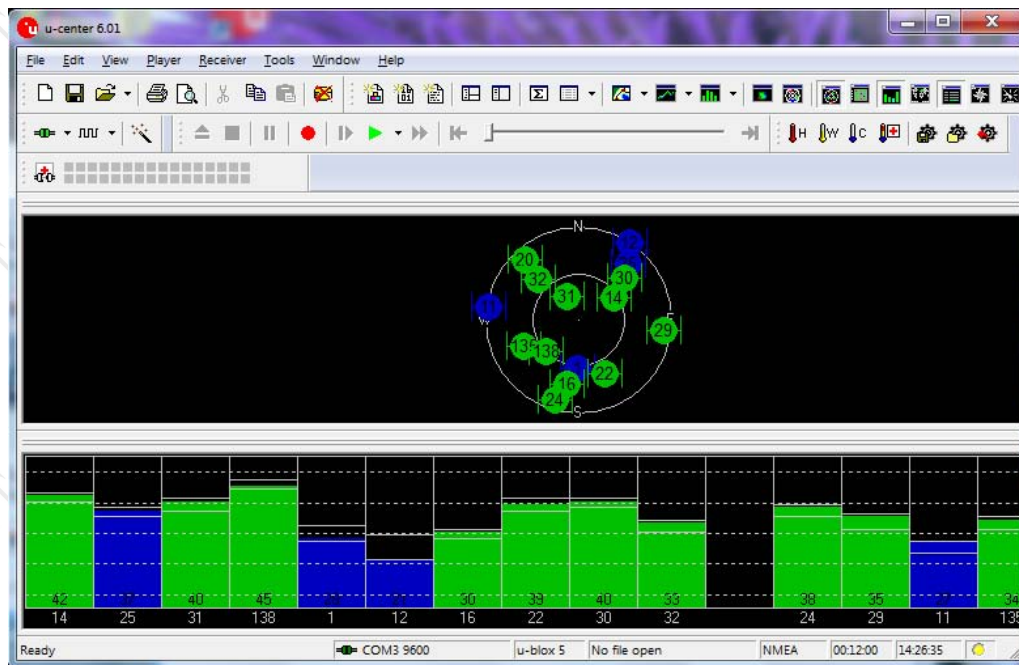 u-center 6.01
File Edit View Player Receiver Tools Window Help
H W C
N
12
20
32 30
31 14
11
29
135 138
22
16
24
S
42 40 45 30 39 40 33 38 35 34
14 25 31 138 1 12 16 22 30 32 24 29 11 135
Ready COM3 9600 u-blox 5 No file open NMEA 00:12:00 14:26:35